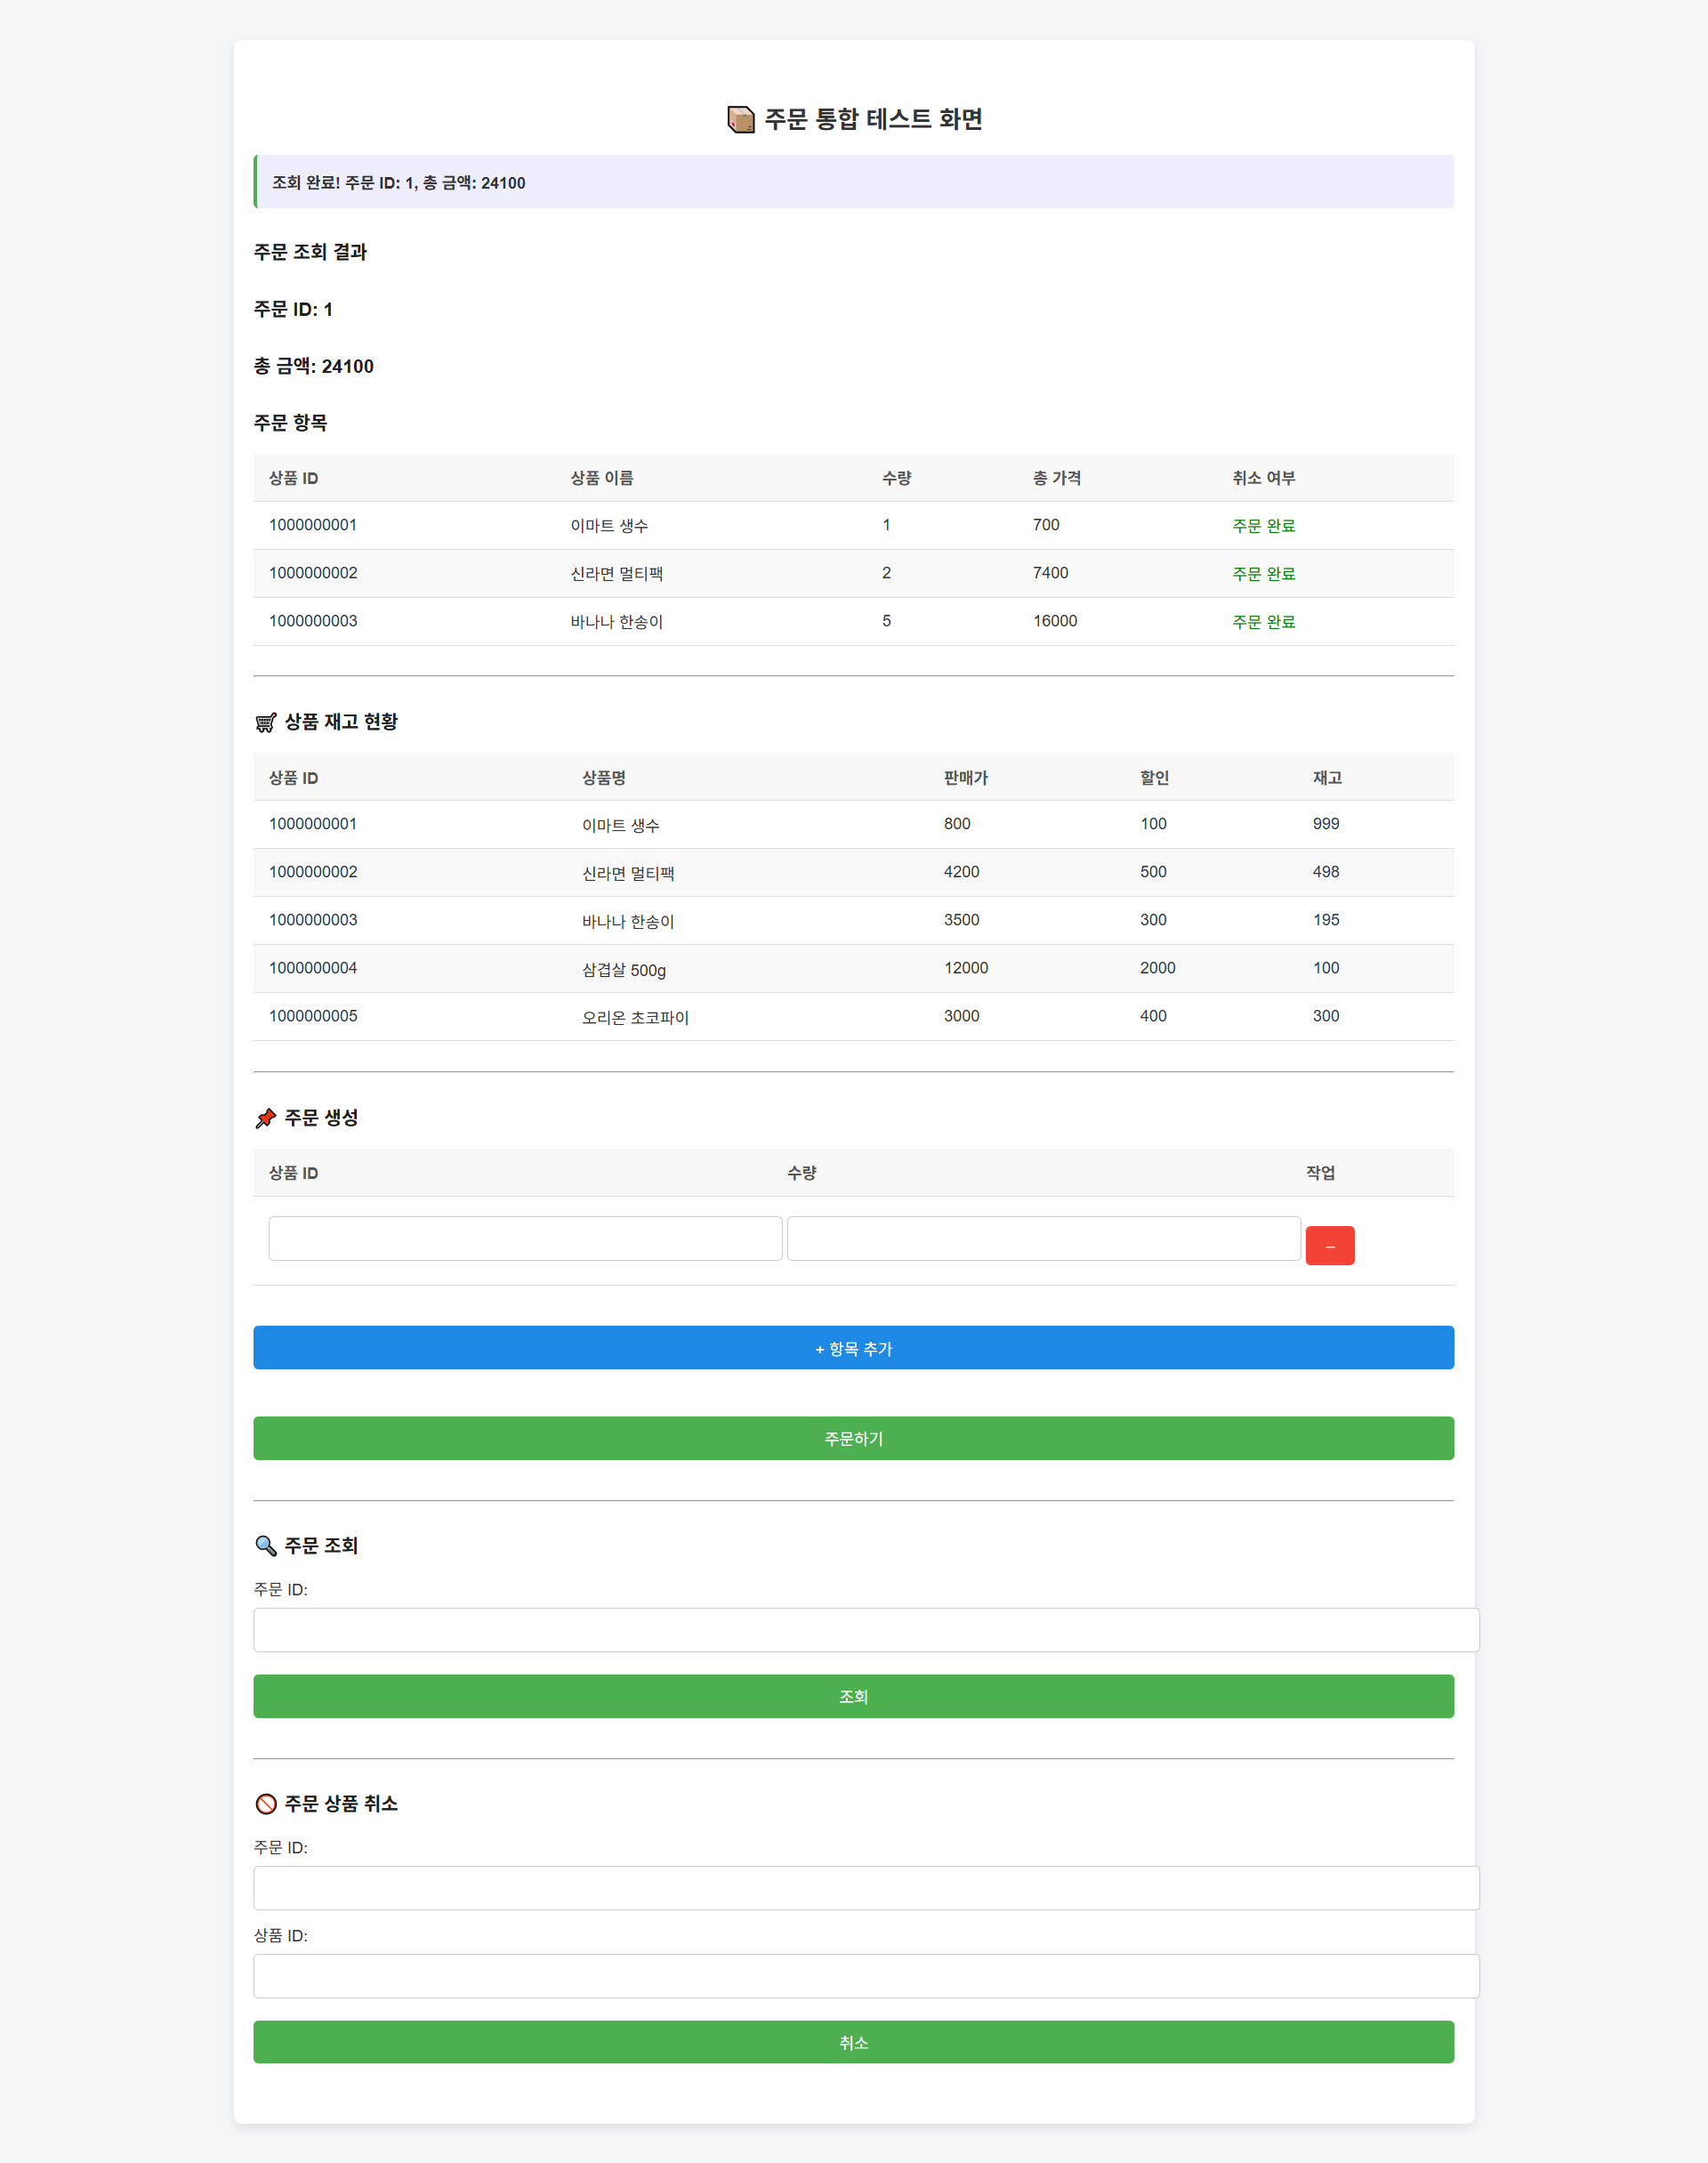 주문 통합 테스트 화면
조회 완료! 주문 ID: 1, 총 금액: 24100
주문 조회 결과
주문 ID: 1
총 금액: 24100
주문 항목
상품 ID 상품 이름 수량 총 가격 취소 여부
1000000001 이마트 생수 1 700 주문 완료
1000000002 신라면 멀티팩 2 7400 주문 완료
1000000003 바나나 한송이 5 16000 주문 완료
상품 재고 현황
상품 ID 상품명 판매가 할인 재고
1000000001 이마트 생수 800 100 999
1000000002 신라면 멀티팩 4200 500 498
1000000003 바나나 한송이 3500 300 195
1000000004 삼겹살 500g 12000 2000 100
1000000005 오리온 초코파이 3000 400 300
주문 생성
상품 ID 수량 작업
–
+ 항목 추가
주문하기
주문 조회
주문 ID:
조회
주문 상품 취소
주문 ID:
상품 ID:
취소